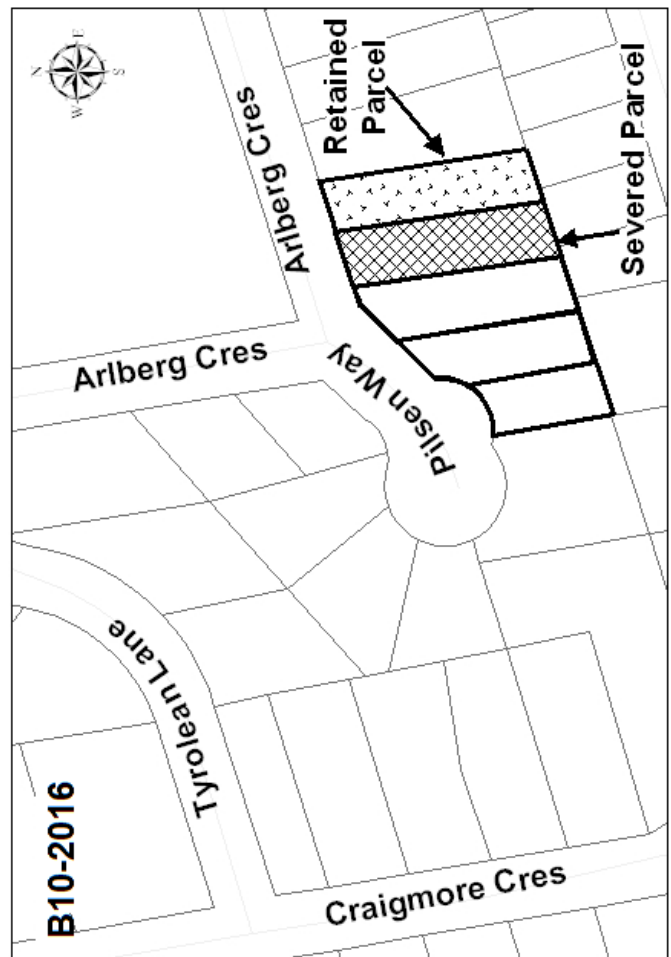 B10-2016
N
E
S
W
Tyrolean Lane
Arlberg Cres
Arlberg Cres
Retained
Parcel
Pilsen Way
Craigmore Cres
Severed Parcel